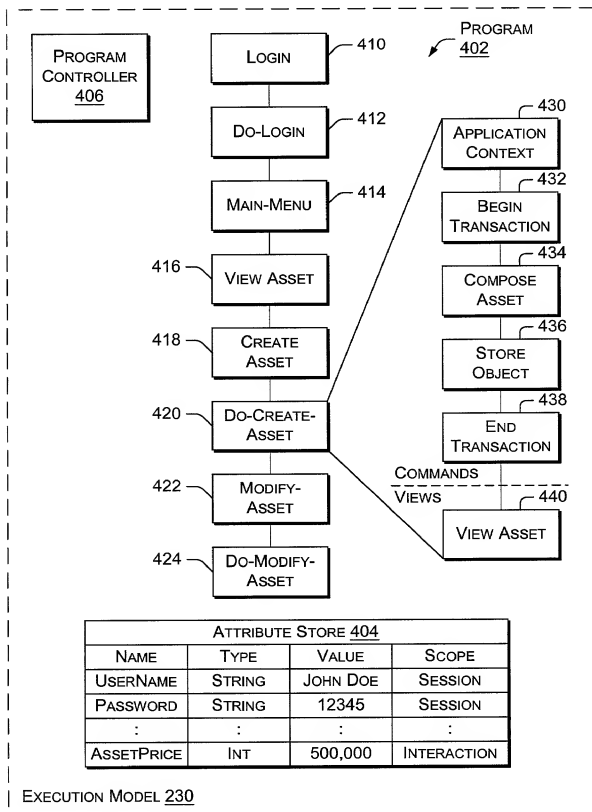 PROGRAM
CONTROLLER
406
LOGIN
410
PROGRAM
402
DO-LOGIN
412
MAIN-MENU
414
416
VIEW ASSET
418
CREATE
ASSET
420
DO-CREATE-
ASSET
422
MODIFY-
ASSET
424
DO-MODIFY-
ASSET
430
APPLICATION
CONTEXT
432
BEGIN
TRANSACTION
434
COMPOSE
ASSET
436
STORE
OBJECT
438
END
TRANSACTION
COMMANDS
VIEWS
440
VIEW ASSET
ATTRIBUTE STORE 404
NAME TYPE VALUE SCOPE
USERNAME STRING JOHN DOE SESSION
PASSWORD STRING 12345 SESSION
: : : :
ASSETPRICE INT 500,000 INTERACTION
EXECUTION MODEL 230